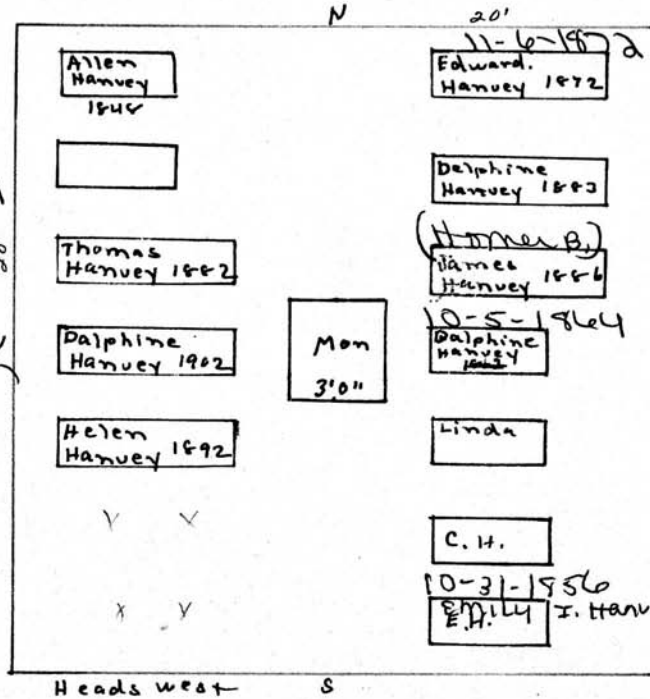 N
20'
Allen
Hanvey
1848
11-6-1872
Edward.
Hanvey 1872
Delphine
Hanvey 1883
Thomas
Hanvey 1882
(Homer B.)
James
Hanvey 1886
Dalphine
Hanvey 1902
Mon
3'0"
10-5-1864
Dalphine
Hanvey
Helen
Hanvey 1892
Linda
C.H.
10-31-1856
Emily I. Hanv
E.H.
Heads west
S